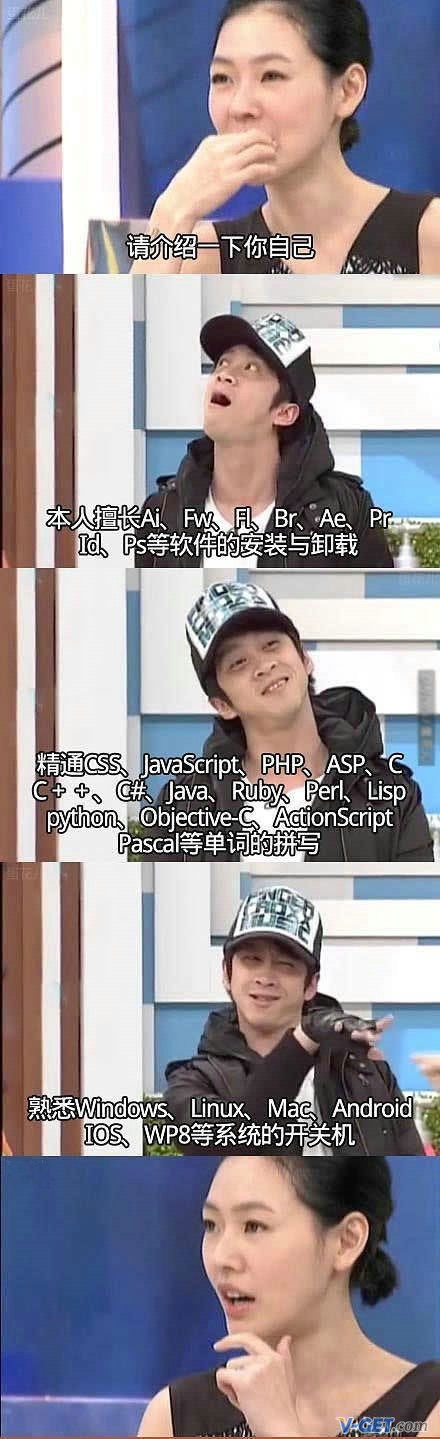 请介绍一下你自己
本人擅长Ai、Fw、Fl、Br、Ae、Pr
Id、Ps等软件的安装与卸载
精通CSS、JavaScript、PHP、ASP、C
C++、C#、Java、Ruby、Perl、Lisp
python、Objective-C、ActionScript
Pascal等单词的拼写
熟悉Windows、Linux、Mac、Android
IOS、WP8等系统的开关机
V-GET.com